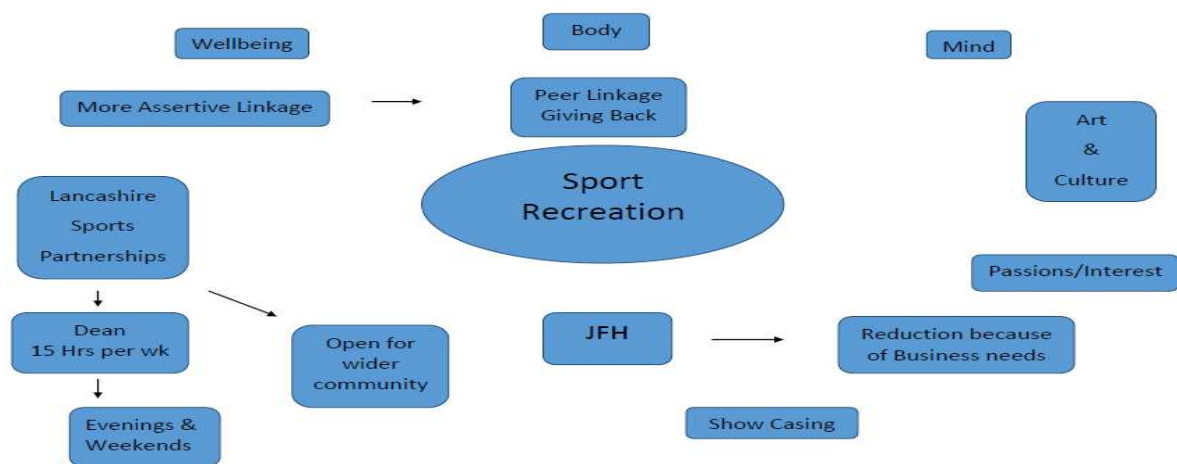 Wellbeing
Body
Mind
More Assertive Linkage
Peer Linkage
Giving Back
Art
&
Culture
Sport
Recreation
Lancashire
Sports
Partnerships
Passions/Interest
Dean
15 Hrs per wk
Open for
wider
community
JFH
Reduction because
of Business needs
Evenings &
Weekends
Show Casing